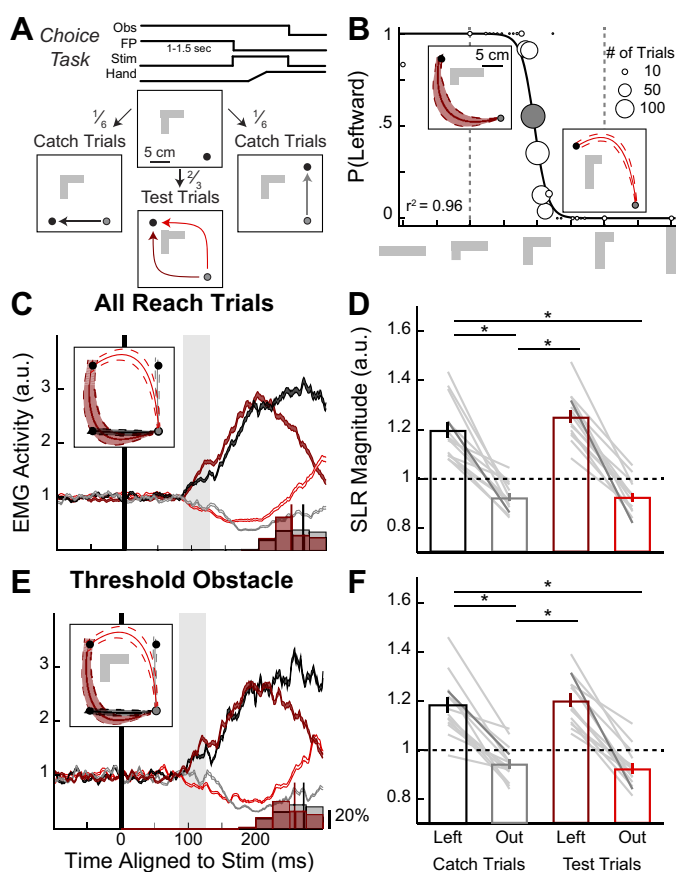 A
Choice
Task
Obs
FP
1-1.5 sec
Stim
Hand
1/6
1/6
Catch Trials
Catch Trials
5 cm
2/3
Test Trials
B
P(Leftward)
1
.5
0
5 cm
# of Trials
10
50
100
r² = 0.96
C
All Reach Trials
EMG Activity (a.u.)
3
2
1
D
SLR Magnitude (a.u.)
1.6
1.4
1.2
1
0.8
*
*
*
E
Threshold Obstacle
3
2
1
0
100
200
20%
Time Aligned to Stim (ms)
F
1.6
1.4
1.2
1
0.8
*
*
*
Left Out Left Out
Catch Trials Test Trials